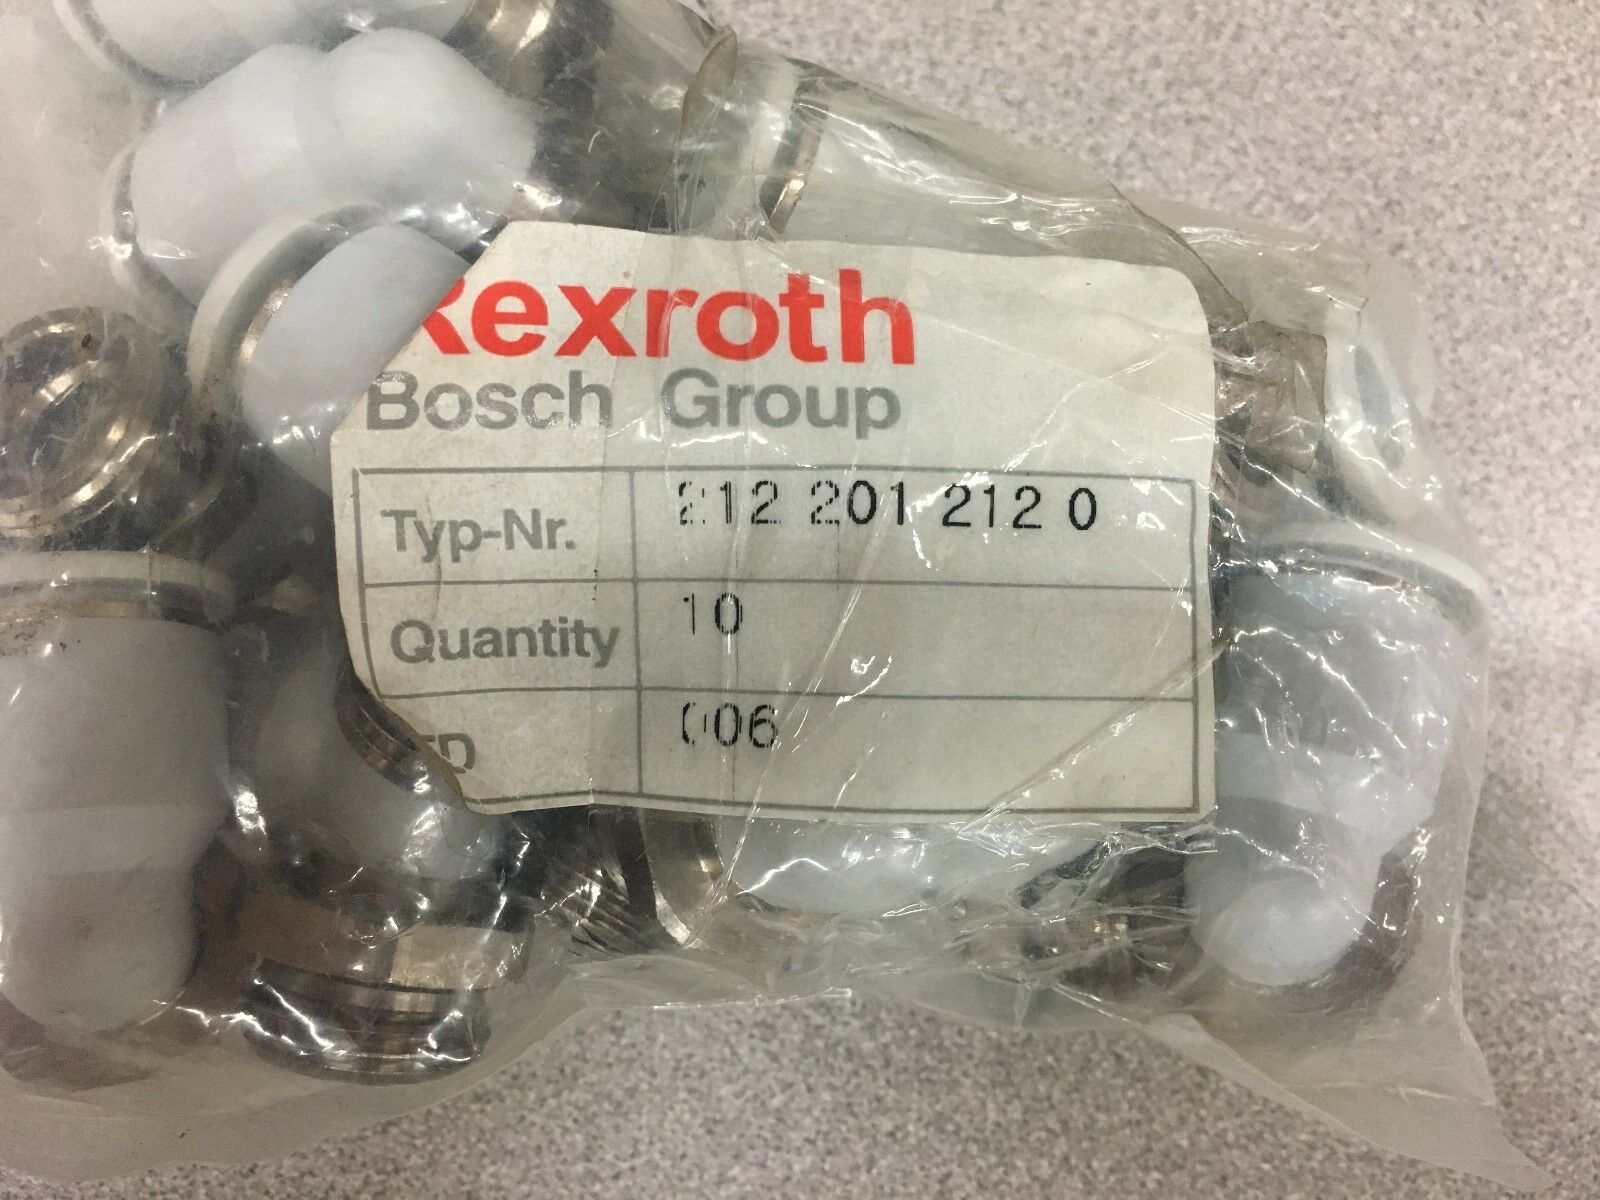 Rexroth
Bosch Group
Typ-Nr. 212 201 212 0
Quantity 10
006